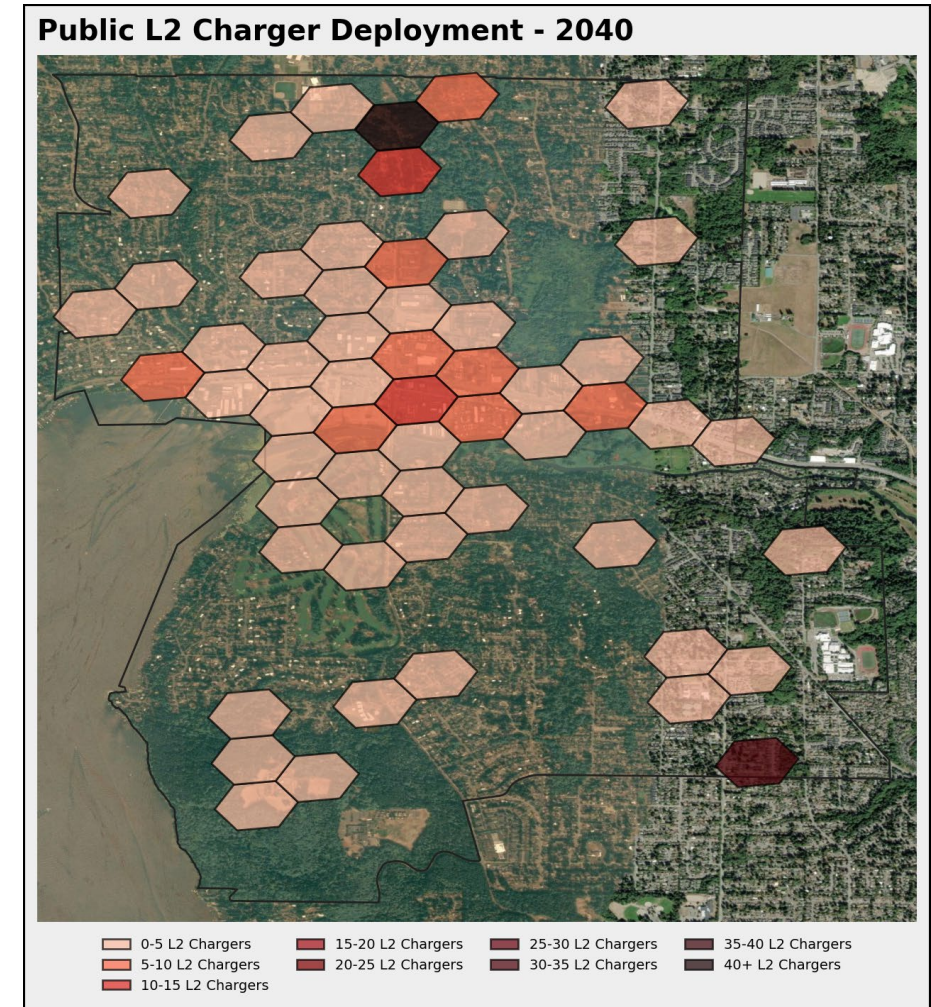 Public L2 Charger Deployment - 2040
0-5 L2 Chargers
5-10 L2 Chargers
10-15 L2 Chargers
15-20 L2 Chargers
20-25 L2 Chargers
25-30 L2 Chargers
30-35 L2 Chargers
35-40 L2 Chargers
40+ L2 Chargers